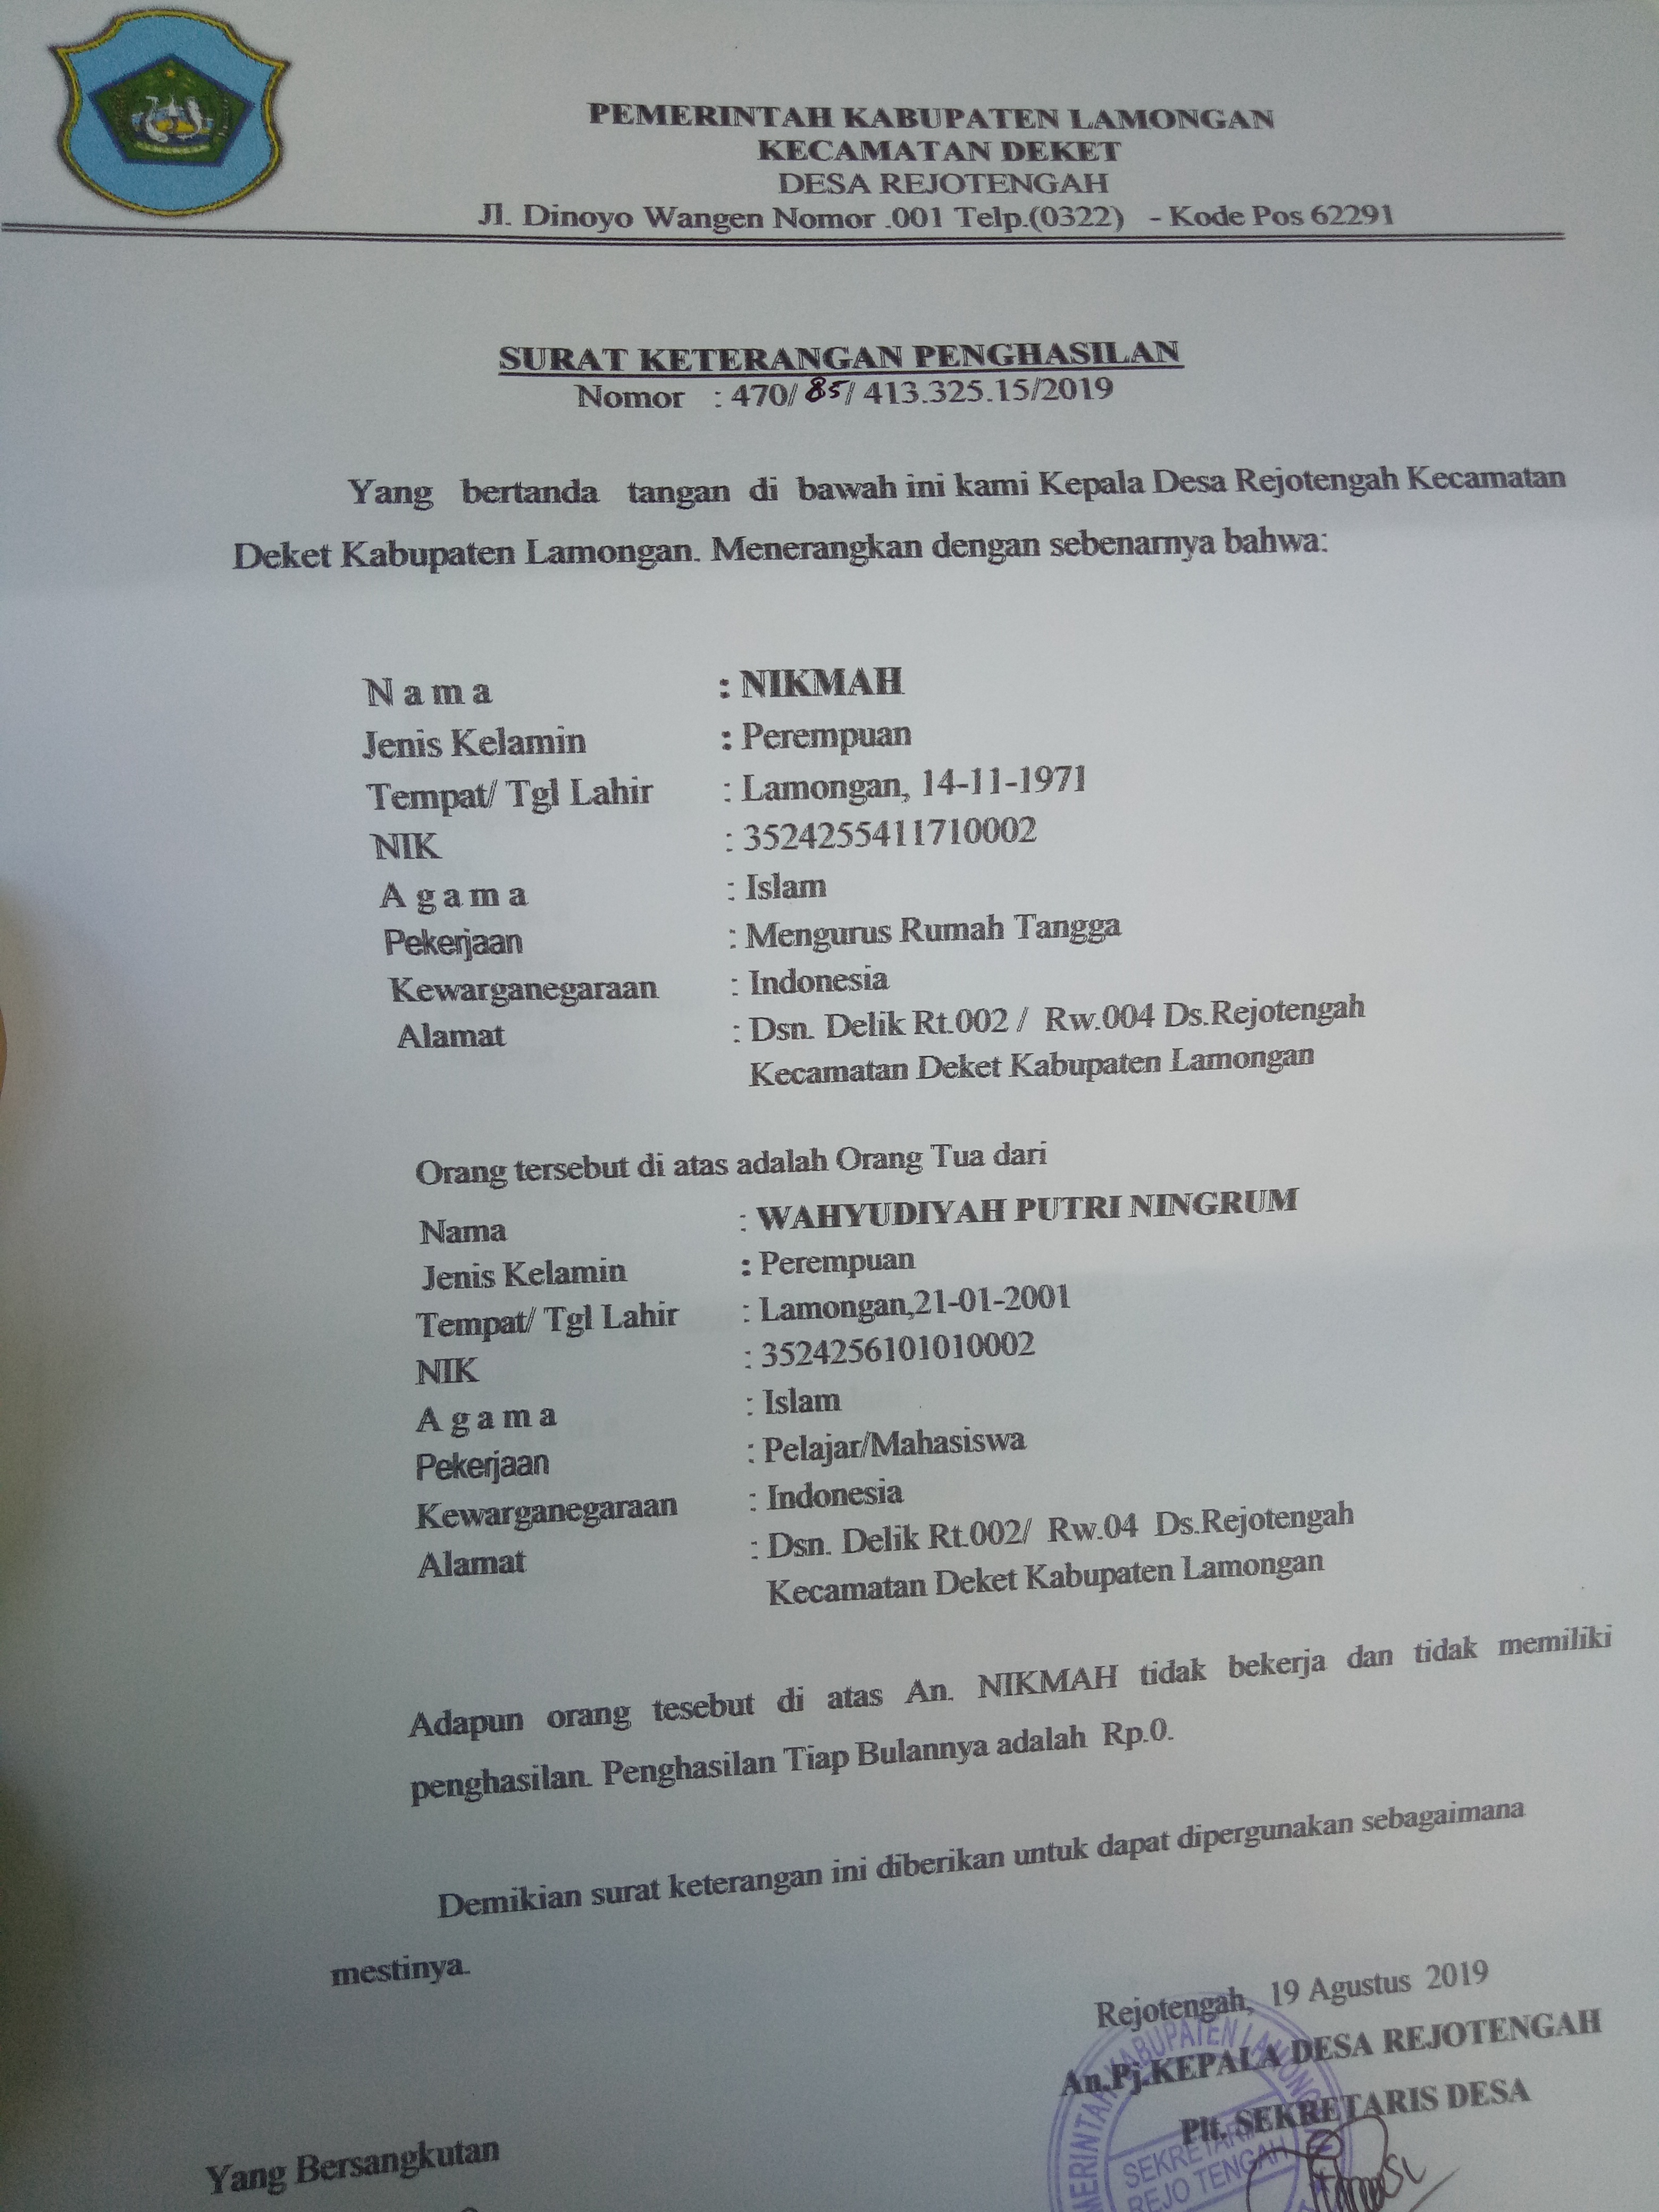 PEMERINTAH KABUPATEN LAMONGAN
KECAMATAN DEKET
DESA REJOTENGAH
Jl. Dinoyo Wangen Nomor .001 Telp.(0322) - Kode Pos 62291
SURAT KETERANGAN PENGHASILAN
Nomor : 470/ 85/ 413.325.15/2019
Yang bertanda tangan di bawah ini kami Kepala Desa Rejotengah Kecamatan
Deket Kabupaten Lamongan. Menerangkan dengan sebenarnya bahwa:
N a m a : NIKMAH
Jenis Kelamin : Perempuan
Tempat/ Tgl Lahir : Lamongan, 14-11-1971
NIK : 3524255411710002
A g a m a : Islam
Pekerjaan : Mengurus Rumah Tangga
Kewarganegaraan : Indonesia
Alamat : Dsn. Delik Rt.002 / Rw.004 Ds.Rejotengah
Kecamatan Deket Kabupaten Lamongan
Orang tersebut di atas adalah Orang Tua dari
Nama : WAHYUDIYAH PUTRI NINGRUM
Jenis Kelamin : Perempuan
Tempat/ Tgl Lahir : Lamongan,21-01-2001
NIK : 3524256101010002
A g a m a : Islam
Pekerjaan : Pelajar/Mahasiswa
Kewarganegaraan : Indonesia
Alamat : Dsn. Delik Rt.002/ Rw.04 Ds.Rejotengah
Kecamatan Deket Kabupaten Lamongan
Adapun orang tesebut di atas An. NIKMAH tidak bekerja dan tidak memiliki
penghasilan. Penghasilan Tiap Bulannya adalah Rp.0.
Demikian surat keterangan ini diberikan untuk dapat dipergunakan sebagaimana
mestinya.
Rejotengah, 19 Agustus 2019
An.Pj.KEPALA DESA REJOTENGAH
Plt. SEKRETARIS DESA
Yang Bersangkutan
KABUPATEN
REJO TENGAH